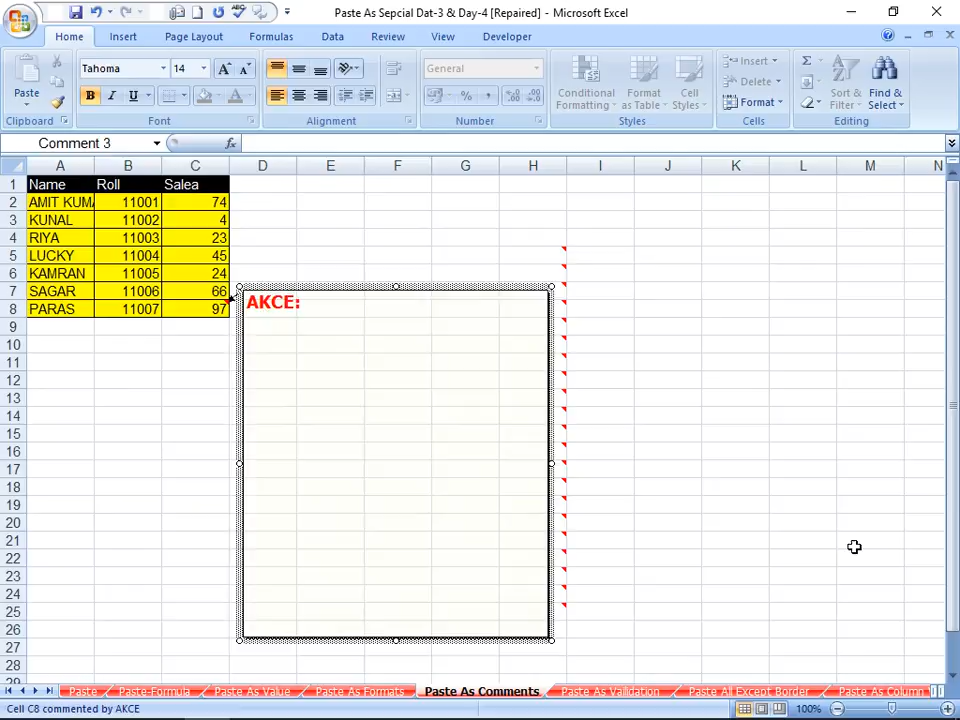 Paste As Sepcial Dat-3 & Day-4 [Repaired] - Microsoft Excel
Home Insert Page Layout Formulas Data Review View Developer
Paste
Clipboard
Tahoma 14
B I U
Font
Alignment
General
Number
Conditional Formatting
Format as Table
Cell Styles
Styles
Insert
Delete
Format
Cells
Sort & Filter
Find & Select
Editing
Comment 3
fx
A B C D E F G H I J K L M N
1 Name Roll Salea
2 AMIT KUMA 11001 74
3 KUNAL 11002 4
4 RIYA 11003 23
5 LUCKY 11004 45
6 KAMRAN 11005 24
7 SAGAR 11006 66
8 PARAS 11007 97
AKCE:
9
10
11
12
13
14
15
16
17
18
19
20
21
22
23
24
25
26
27
28
29
Paste Paste-Formula Paste As Value Paste As Formats Paste As Comments Paste As Validation Paste All Except Border Paste As Column
Cell C8 commented by AKCE
100%